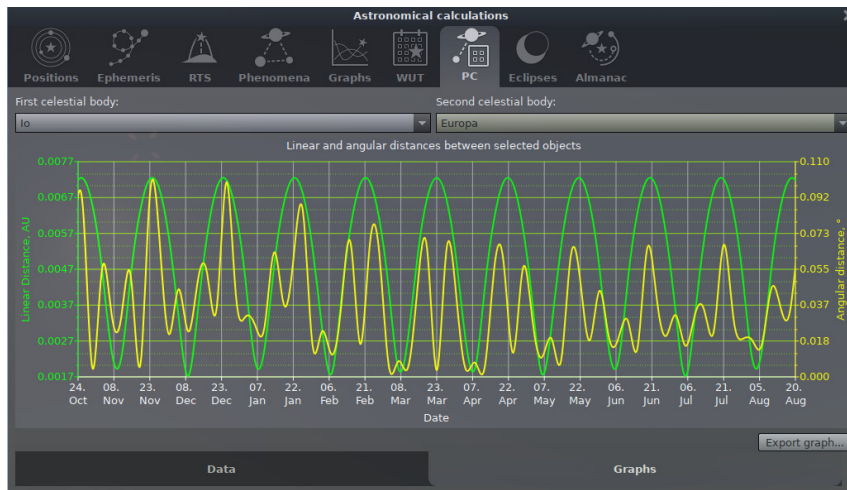 Astronomical calculations
Positions Ephemeris RTS Phenomena Graphs WUT PC Eclipses Almanac
First celestial body: Second celestial body:
Io Europa
Linear and angular distances between selected objects
0.0077 0.110
0.0067 0.092
0.0057 0.073
0.0047 0.055
0.0037 0.037
0.0027 0.018
0.0017 0.000
Linear Distance, AU
Angular distance, °
24. 08. 23. 08. 23. 07. 22. 06. 21. 08. 23. 07. 22. 07. 22. 06. 21. 06. 21. 05. 20.
Oct Nov Nov Dec Dec Jan Jan Feb Feb Mar Mar Apr Apr May May Jun Jun Jul Jul Aug Aug
Date
Export graph...
Data Graphs